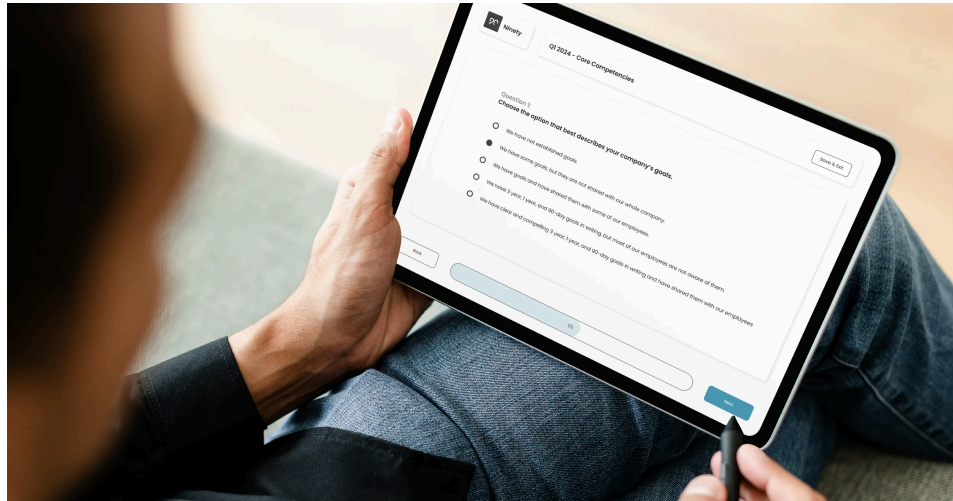 Ninety
Q1 2024 - Core Competencies
Save & Exit
Question 1:
Choose the option that best describes your company's goals.
We have not established goals.
We have some goals, but they are not shared with our whole company.
We have goals and have shared them with some of our employees.
We have 3 year, 1 year, and 90-day goals in writing, but most of our employees are not aware of them.
We have clear and compelling 3 year, 1 year, and 90-day goals in writing and have shared them with our employees
Back
Next